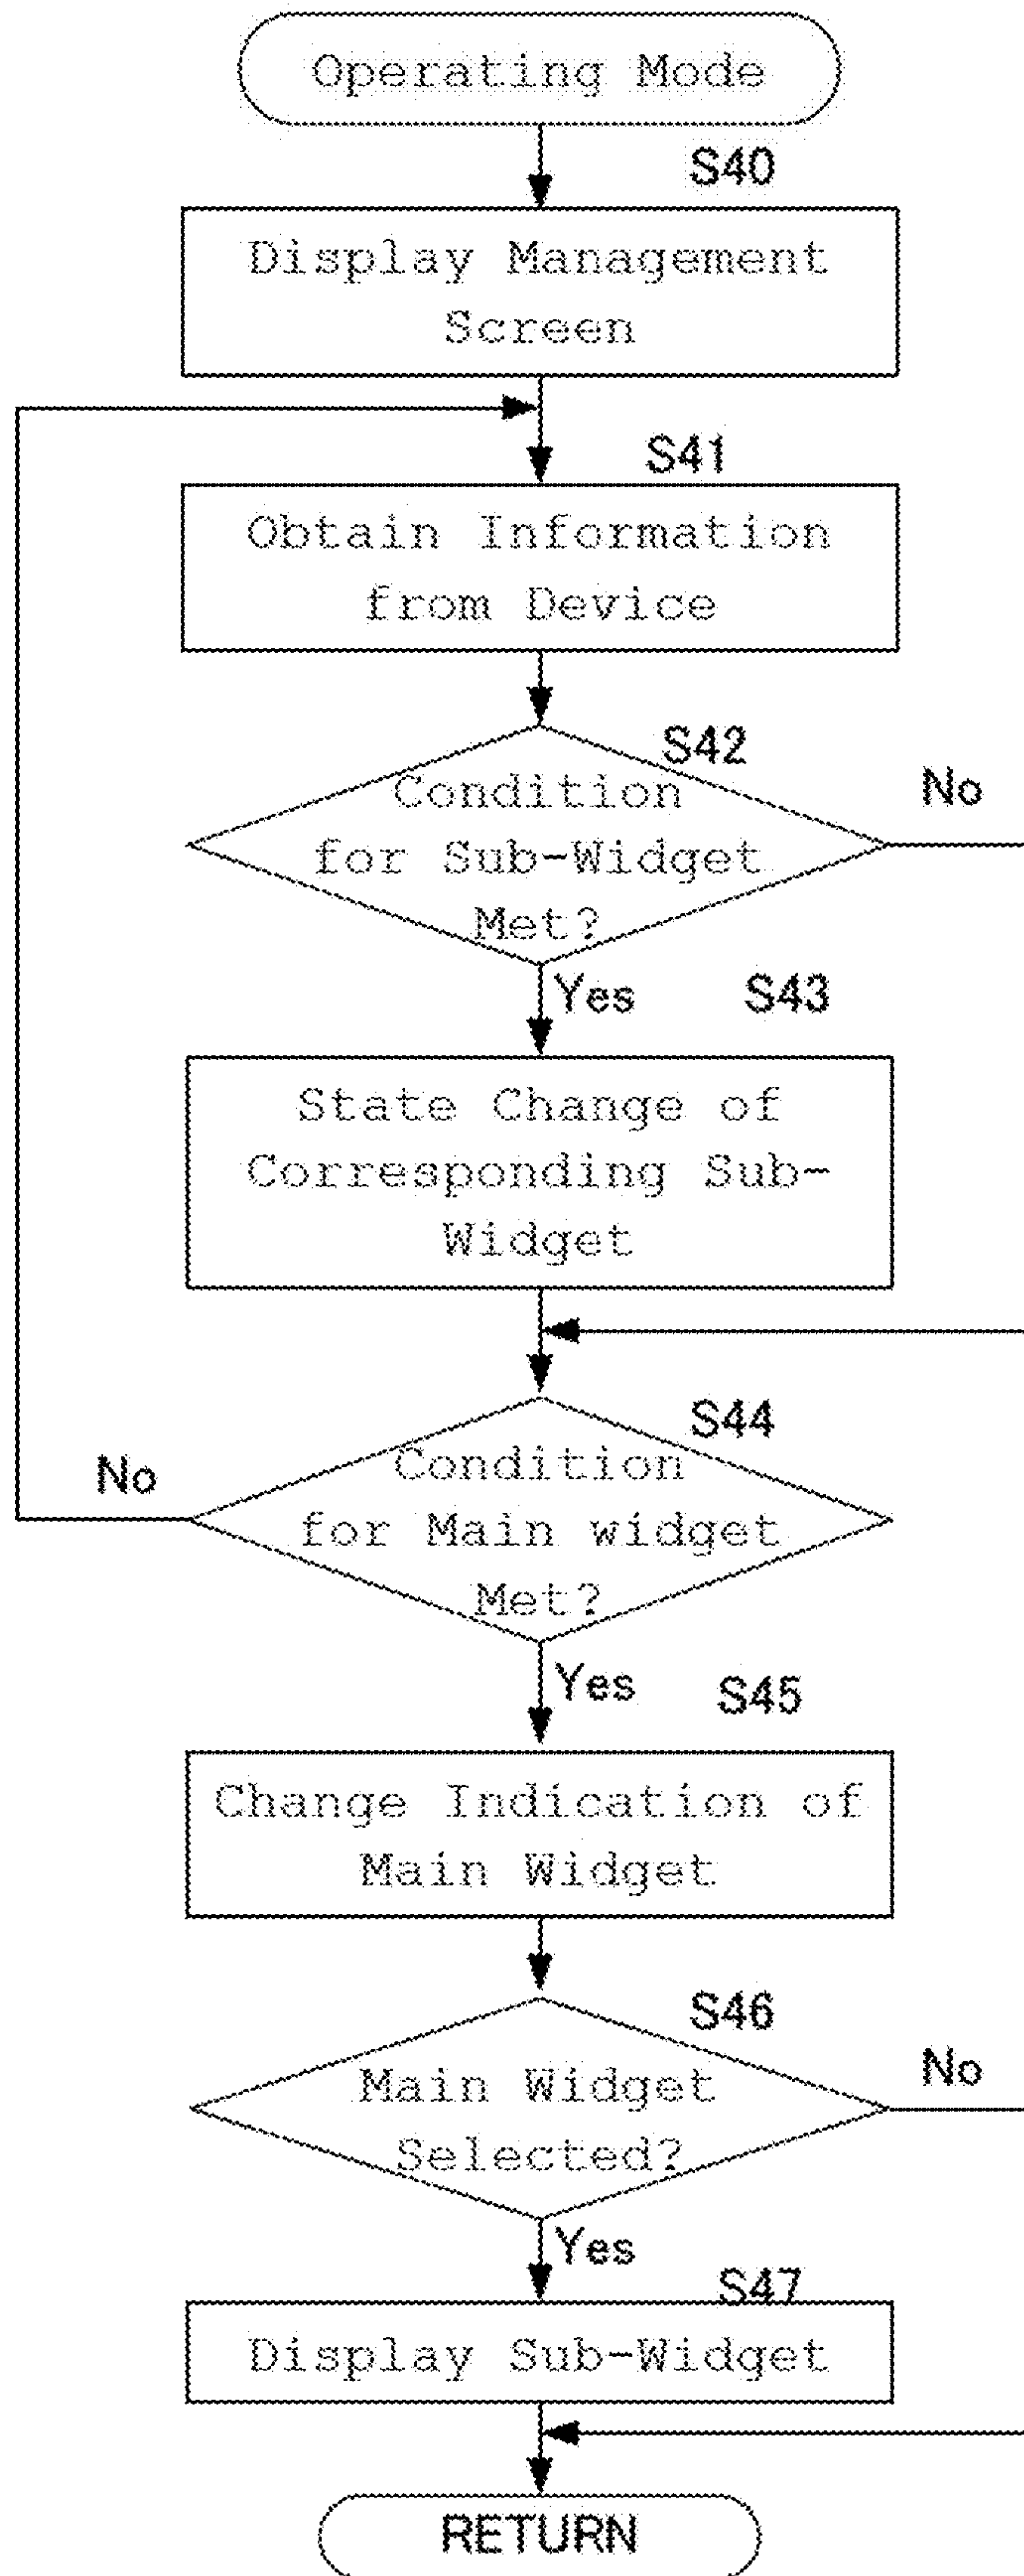 Operating Mode
S40
Display Management
Screen
S41
Obtain Information
from Device
S42
Condition
for Sub-Widget
Met?
No
Yes
S43
State Change of
Corresponding Sub-
Widget
S44
Condition
for Main widget
Met?
No
Yes
S45
Change Indication of
Main Widget
S46
Main Widget
Selected?
No
Yes
S47
Display Sub-Widget
RETURN